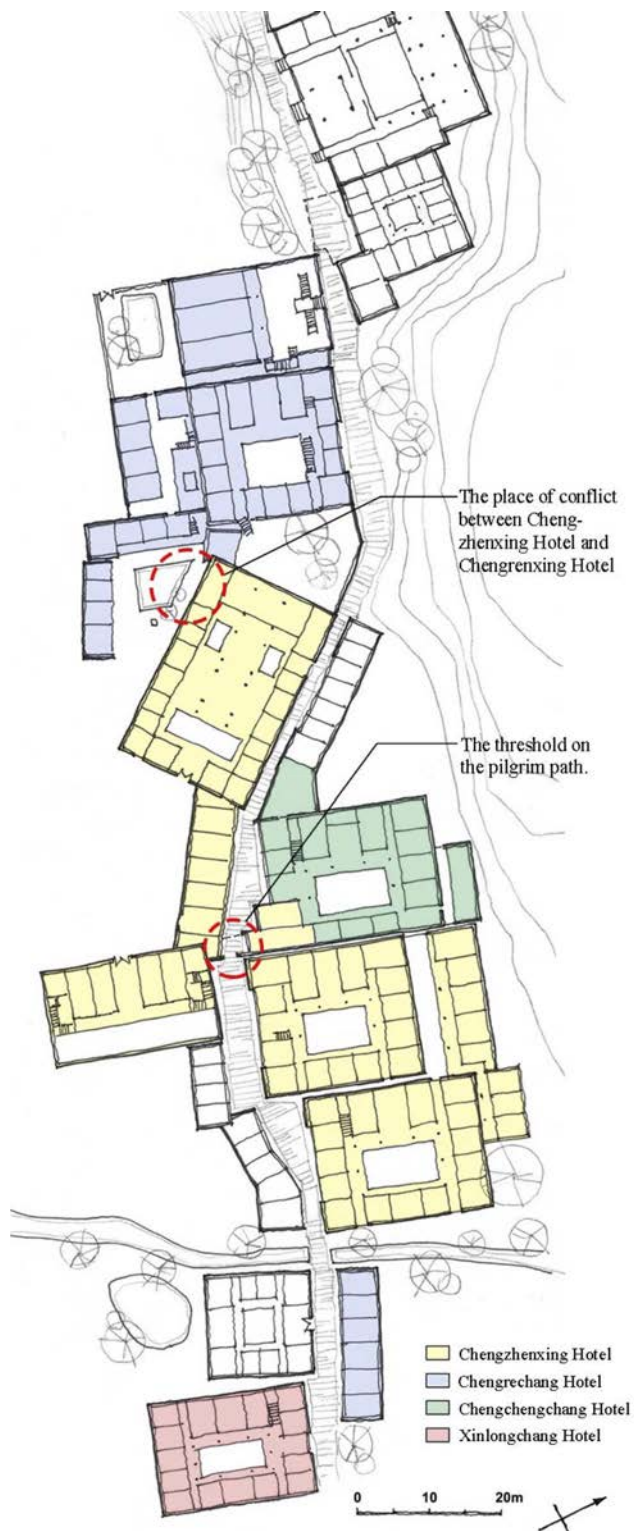 The place of conflict
between Cheng-
zhenxing Hotel and
Chengrenxing Hotel
The threshold on
the pilgrim path.
Chengzhenxing Hotel
Chengrechang Hotel
Chengchengchang Hotel
Xinlongchang Hotel
0 10 20m